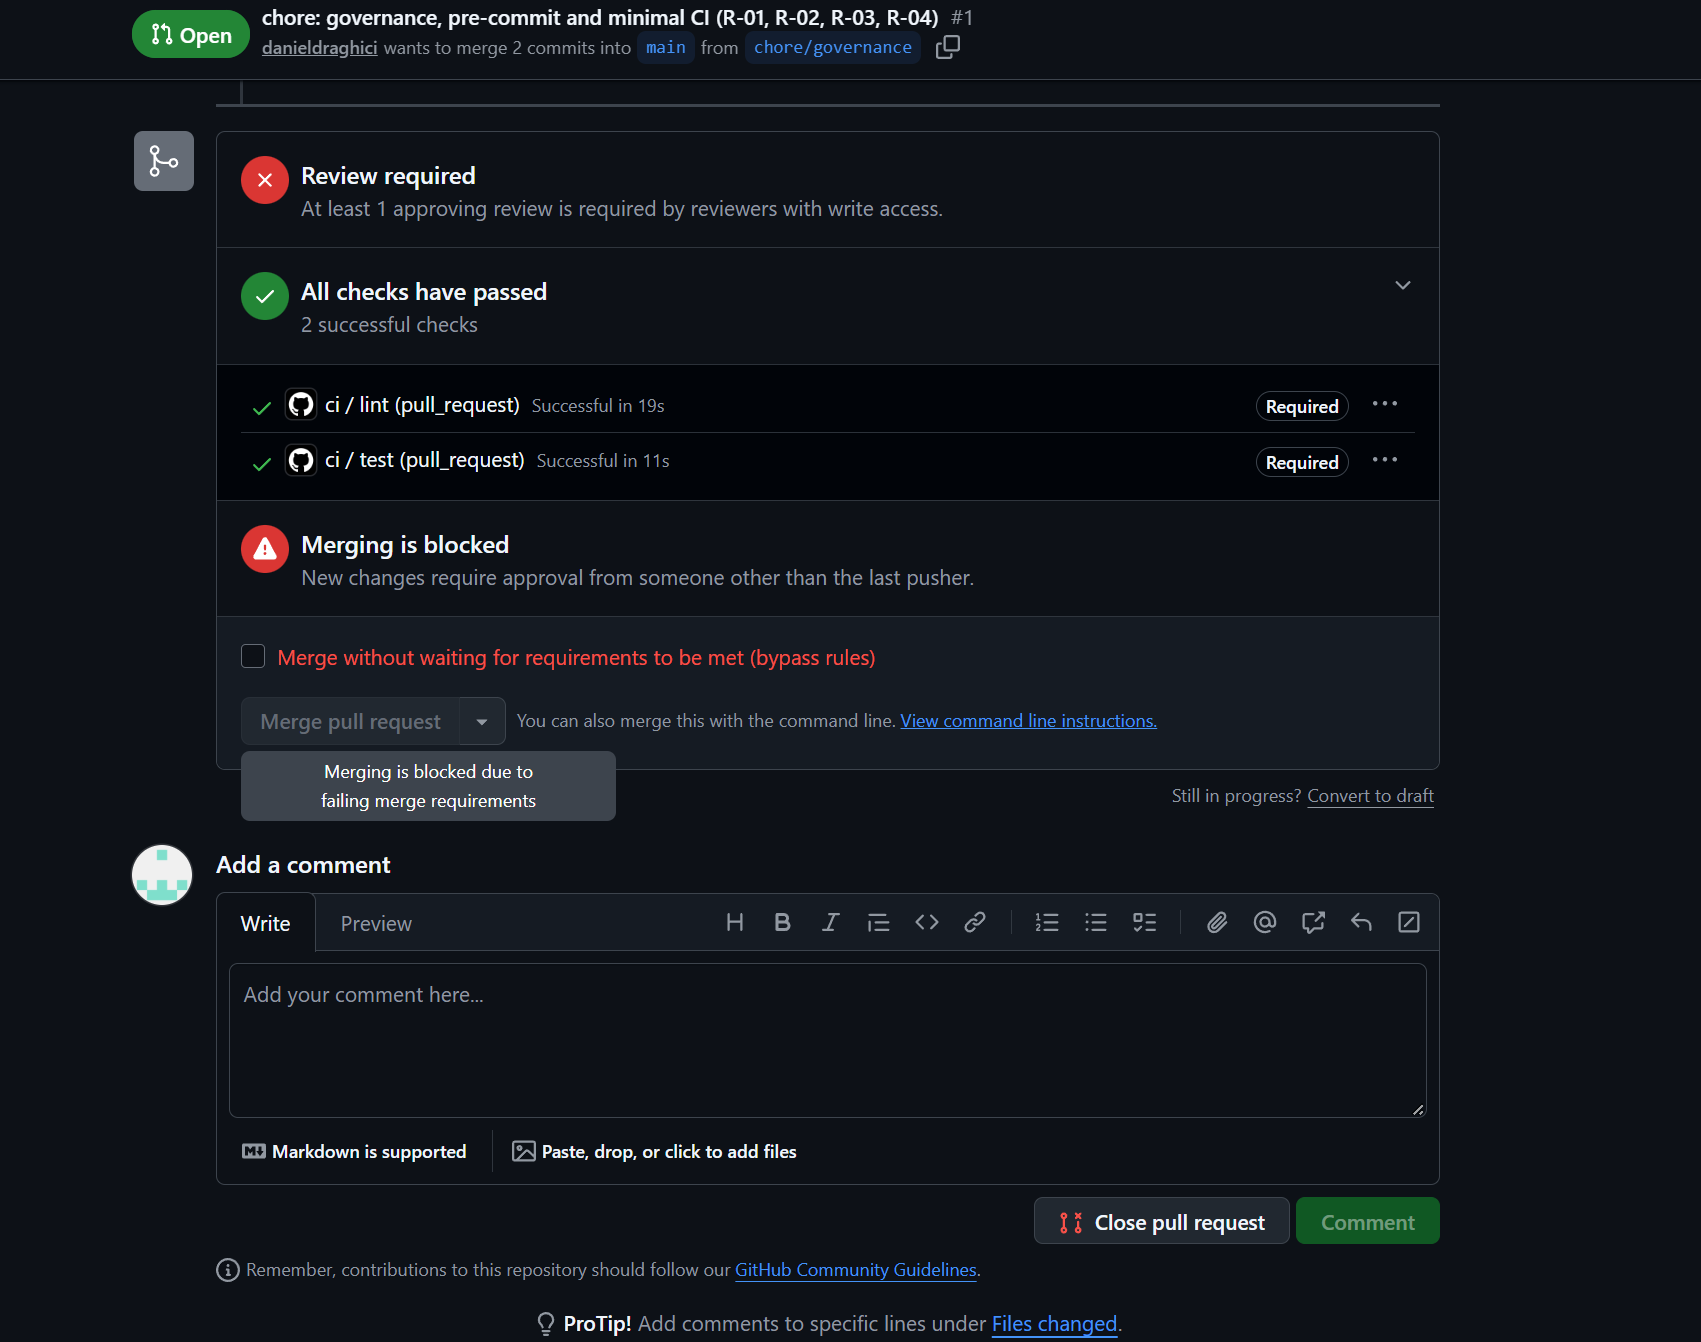 Open
chore: governance, pre-commit and minimal CI (R-01, R-02, R-03, R-04) #1
danieldraghici wants to merge 2 commits into main from chore/governance
Review required
At least 1 approving review is required by reviewers with write access.
All checks have passed
2 successful checks
ci / lint (pull_request) Successful in 19s Required
ci / test (pull_request) Successful in 11s Required
Merging is blocked
New changes require approval from someone other than the last pusher.
Merge without waiting for requirements to be met (bypass rules)
Merge pull request You can also merge this with the command line. View command line instructions.
Merging is blocked due to
failing merge requirements
Still in progress? Convert to draft
Add a comment
Write Preview
Add your comment here...
Markdown is supported Paste, drop, or click to add files
Close pull request Comment
Remember, contributions to this repository should follow our GitHub Community Guidelines.
ProTip! Add comments to specific lines under Files changed.